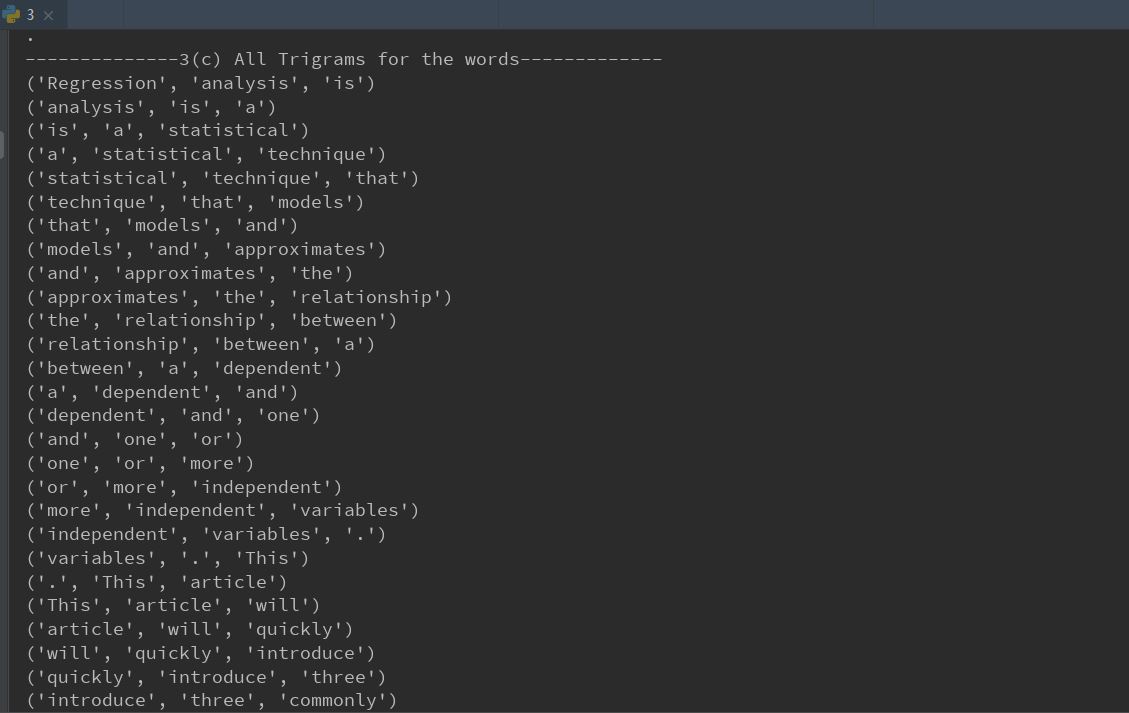 3
.
--------------3(c) All Trigrams for the words-------------
('Regression', 'analysis', 'is')
('analysis', 'is', 'a')
('is', 'a', 'statistical')
('a', 'statistical', 'technique')
('statistical', 'technique', 'that')
('technique', 'that', 'models')
('that', 'models', 'and')
('models', 'and', 'approximates')
('and', 'approximates', 'the')
('approximates', 'the', 'relationship')
('the', 'relationship', 'between')
('relationship', 'between', 'a')
('between', 'a', 'dependent')
('a', 'dependent', 'and')
('dependent', 'and', 'one')
('and', 'one', 'or')
('one', 'or', 'more')
('or', 'more', 'independent')
('more', 'independent', 'variables')
('independent', 'variables', '.')
('variables', '.', 'This')
('.', 'This', 'article')
('This', 'article', 'will')
('article', 'will', 'quickly')
('will', 'quickly', 'introduce')
('quickly', 'introduce', 'three')
('introduce', 'three', 'commonly')